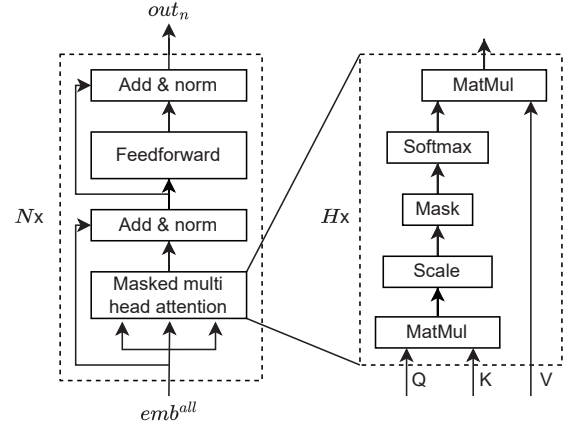 out_n
Add & norm
Feedforward
Nx
Add & norm
Masked multi
head attention
emb^{all}
MatMul
Softmax
Mask
Hx
Scale
MatMul
Q
K
V